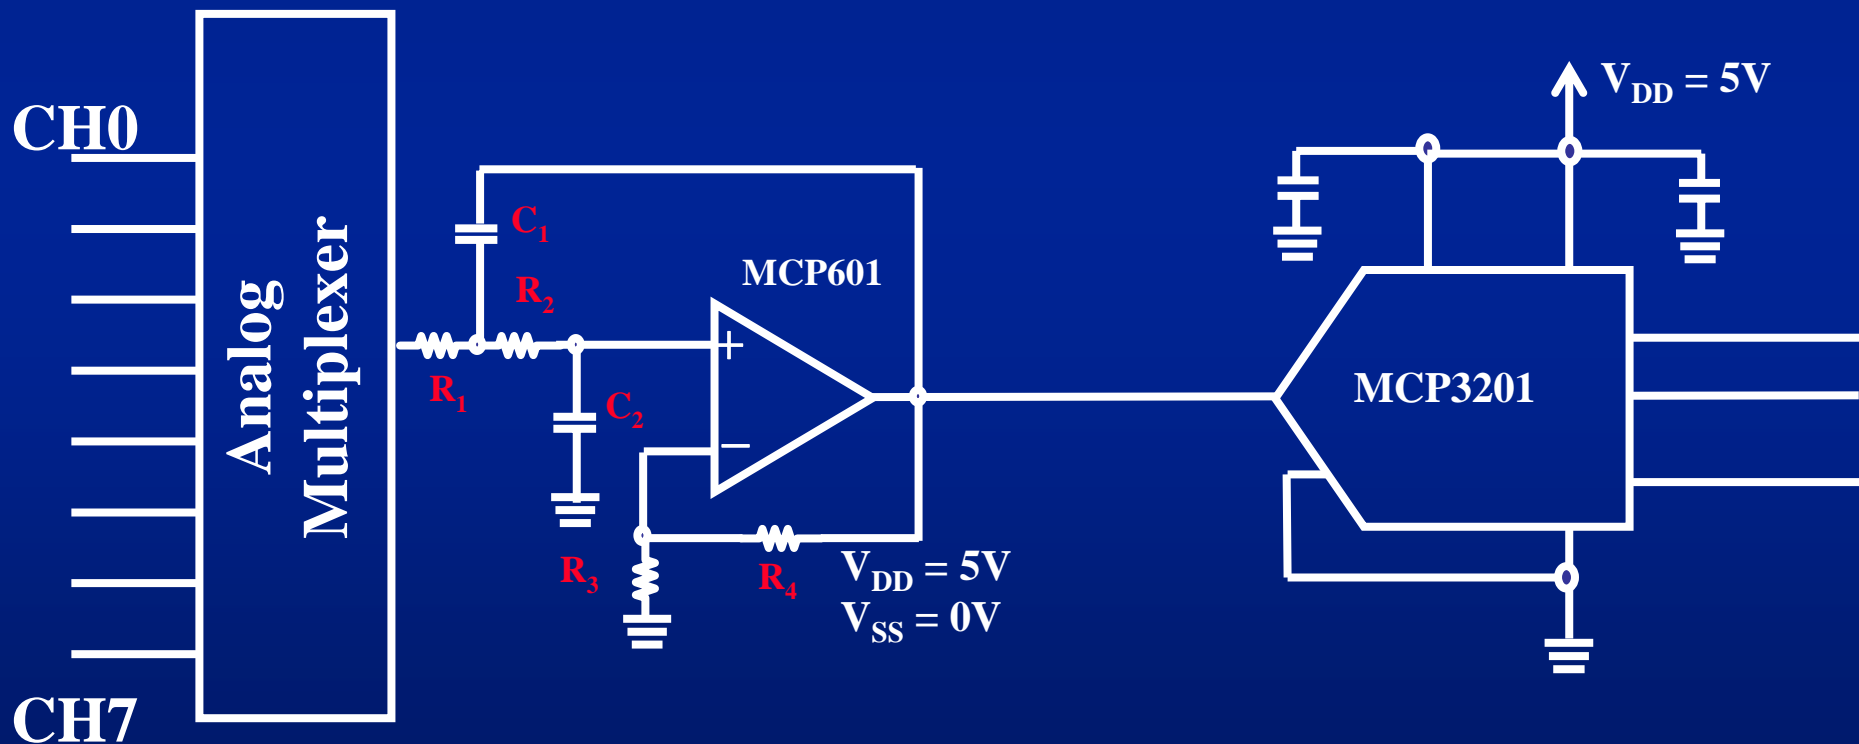 CH0
Analog
Multiplexer
CH7
C1
R2
R1
C2
MCP601
+
−
R3
R4
VDD = 5V
VSS = 0V
VDD = 5V
MCP3201